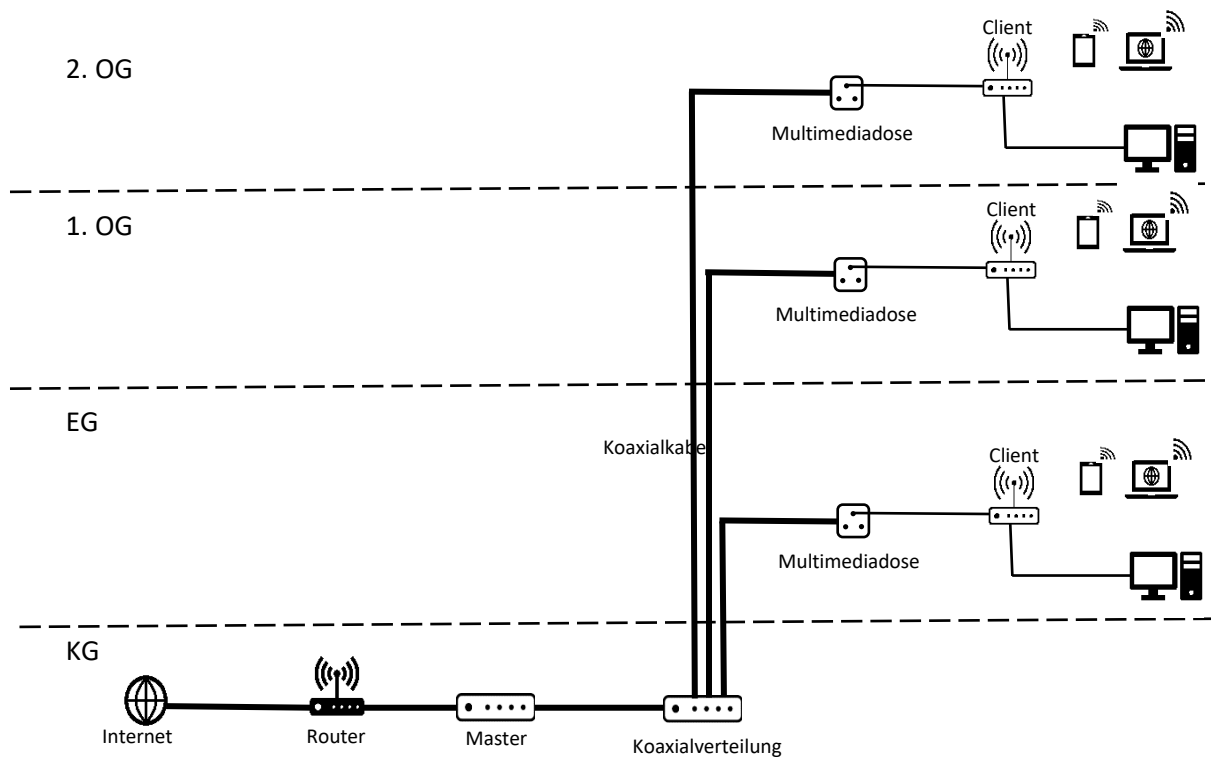 Client
2. OG
Multimediadose
Client
1. OG
Multimediadose
EG
Koaxialkabe
Client
Multimediadose
KG
Internet
Router
Master
Koaxialverteilung